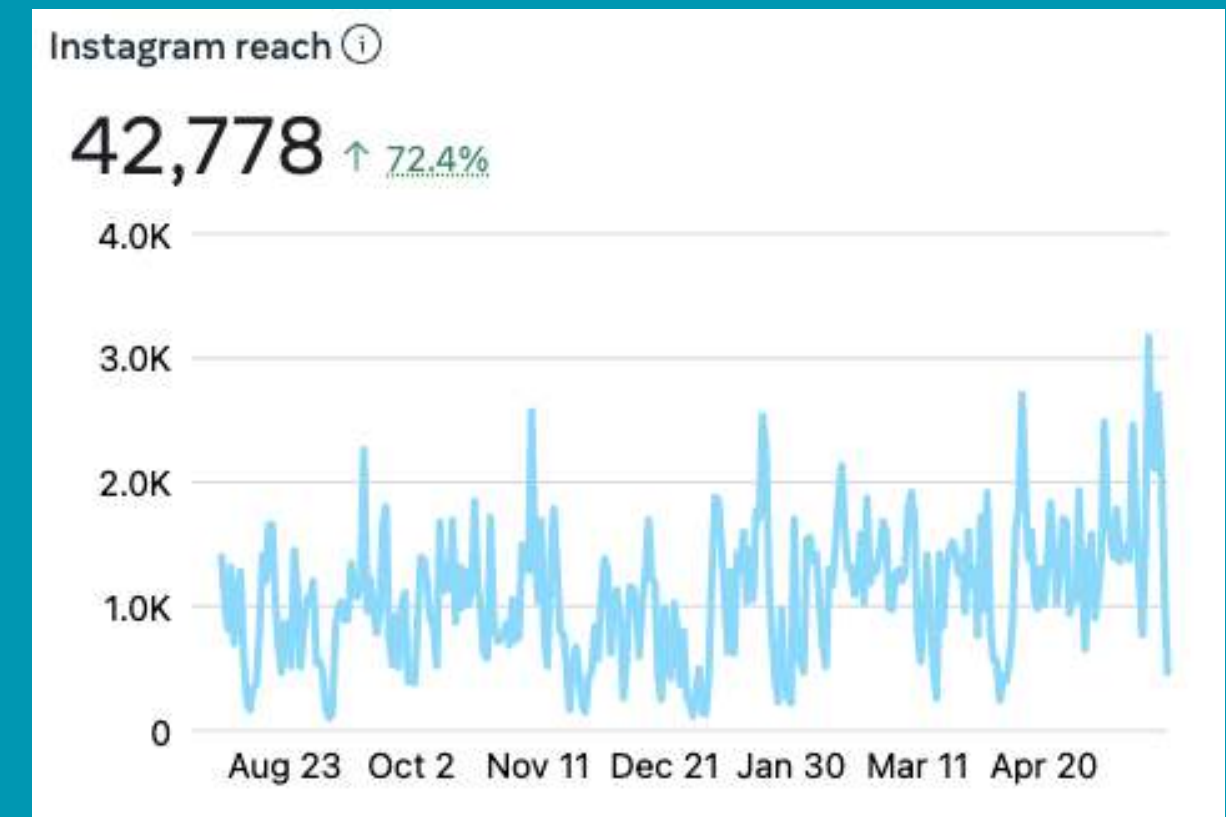 Instagram reach
42,778 ↑ 72.4%
4.0K
3.0K
2.0K
1.0K
0
Aug 23 Oct 2 Nov 11 Dec 21 Jan 30 Mar 11 Apr 20